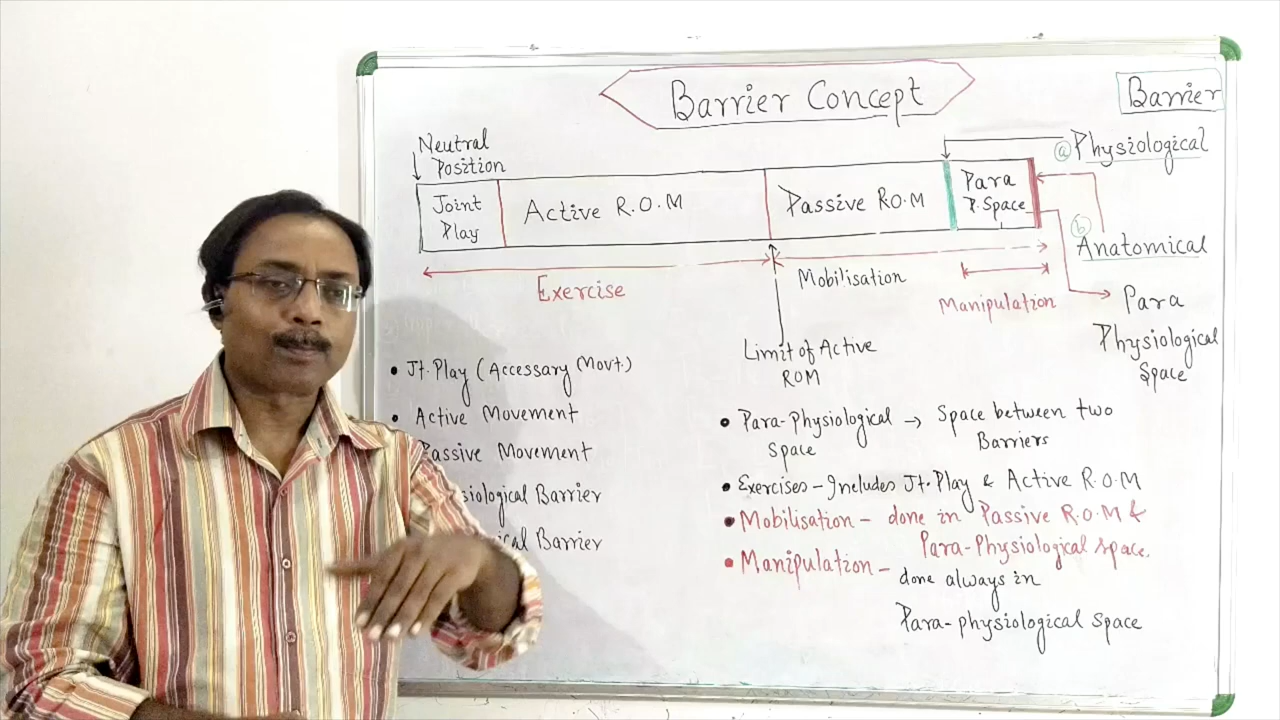 Barrier Concept
Barrier
Neutral
Position
Joint
Play
Active R.O.M
Passive R.O.M
Para
P. Space
(a) Physiological
(b)
Anatomical
Exercise
Mobilisation
Manipulation
Para
Physiological
Space
Limit of Active
ROM
• Jt. Play (Accessary Movt.)
• Active Movement
Passive Movement
siological Barrier
ical Barrier
• Para-Physiological → Space between two
Space Barriers
• Exercises – Includes Jt. Play & Active R.O.M
• Mobilisation – done in Passive R.O.M &
Para-Physiological space.
• Manipulation –
done always in
Para-physiological space